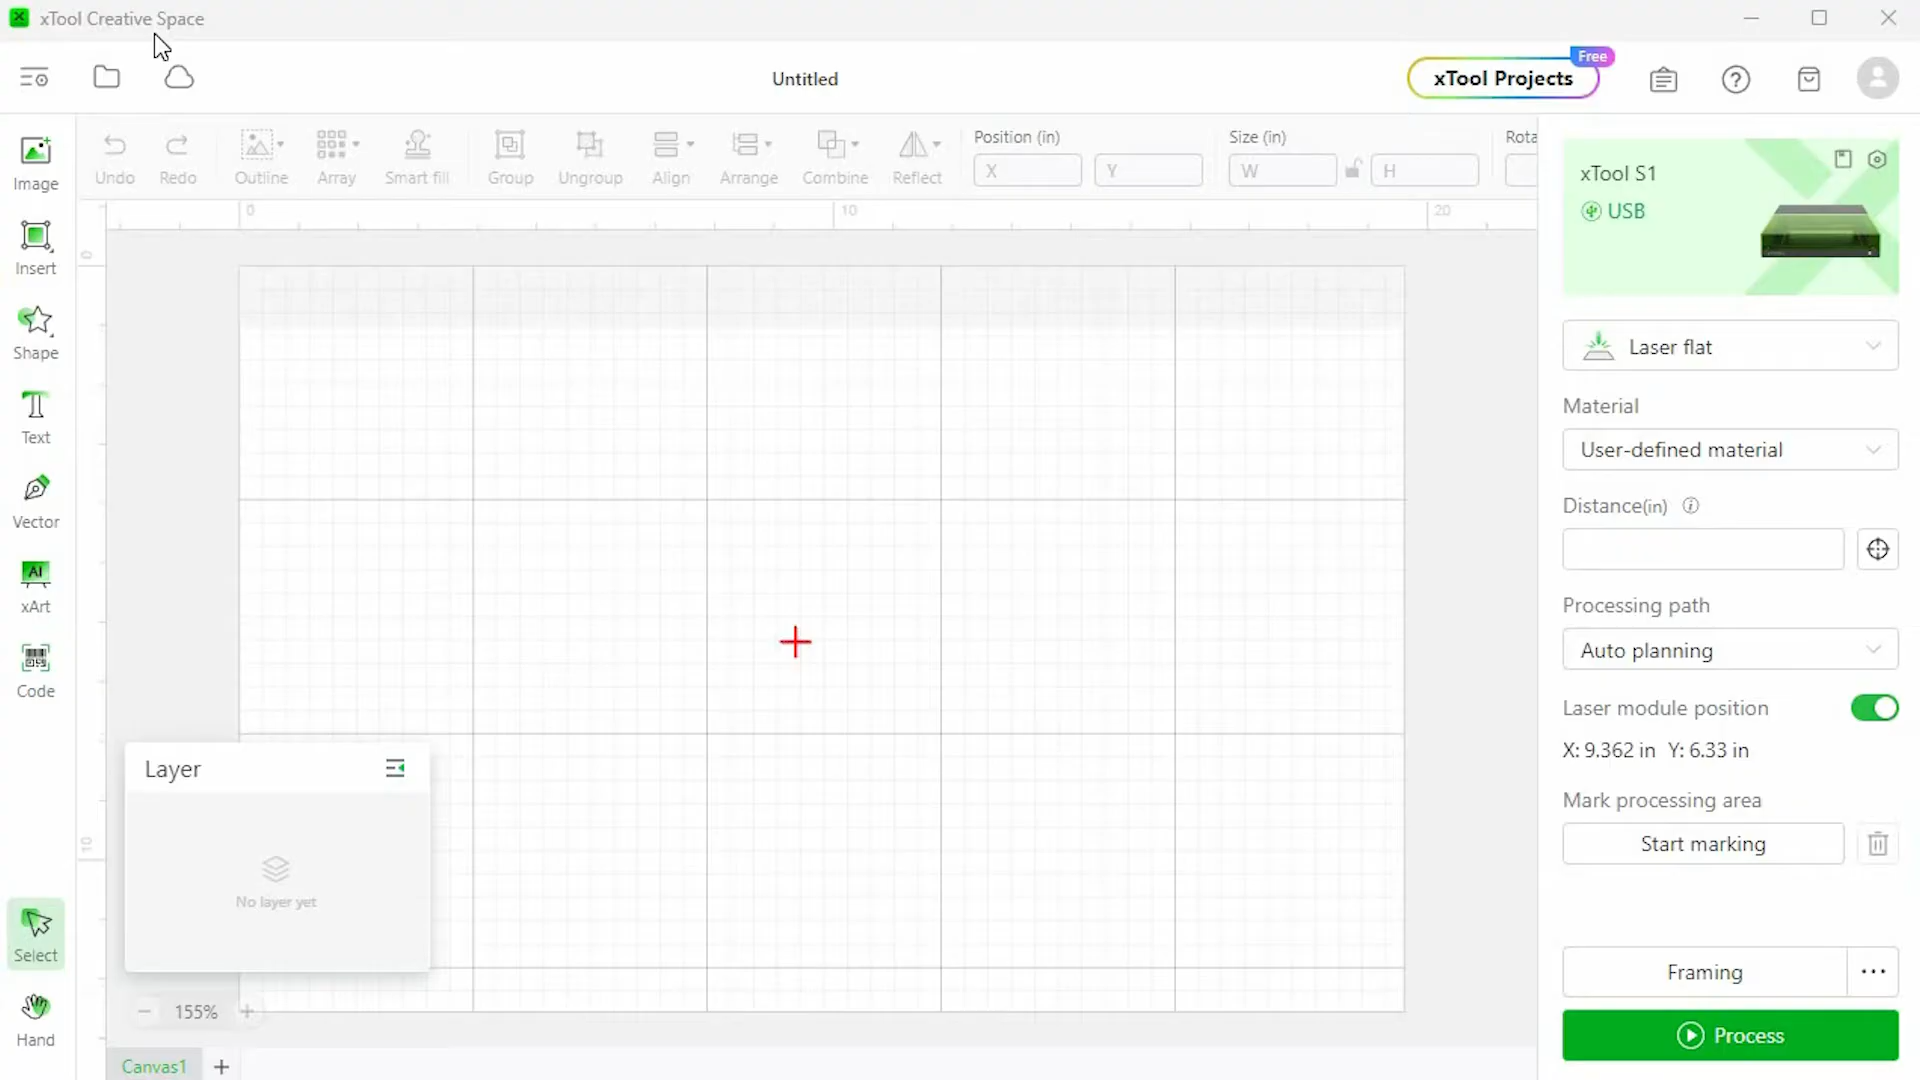 xTool Creative Space
Untitled
xTool Projects
Free
Image
Insert
Shape
Text
Vector
AI
xArt
Code
Select
Hand
Undo
Redo
Outline
Array
Smart fill
Group
Ungroup
Align
Arrange
Combine
Reflect
Position (in)
X
Y
Size (in)
W
H
Rota
0
10
20
0
10
Layer
No layer yet
155%
Canvas1
xTool S1
USB
Laser flat
Material
User-defined material
Distance(in)
Processing path
Auto planning
Laser module position
X: 9.362 in Y: 6.33 in
Mark processing area
Start marking
Framing
Process